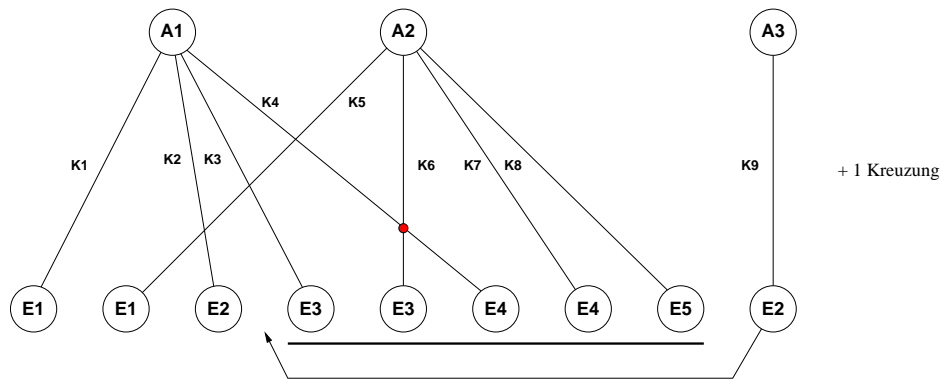 A1 A2 A3
K4 K5
K1 K2 K3 K6 K7 K8 K9 + 1 Kreuzung
E1 E1 E2 E3 E3 E4 E4 E5 E2